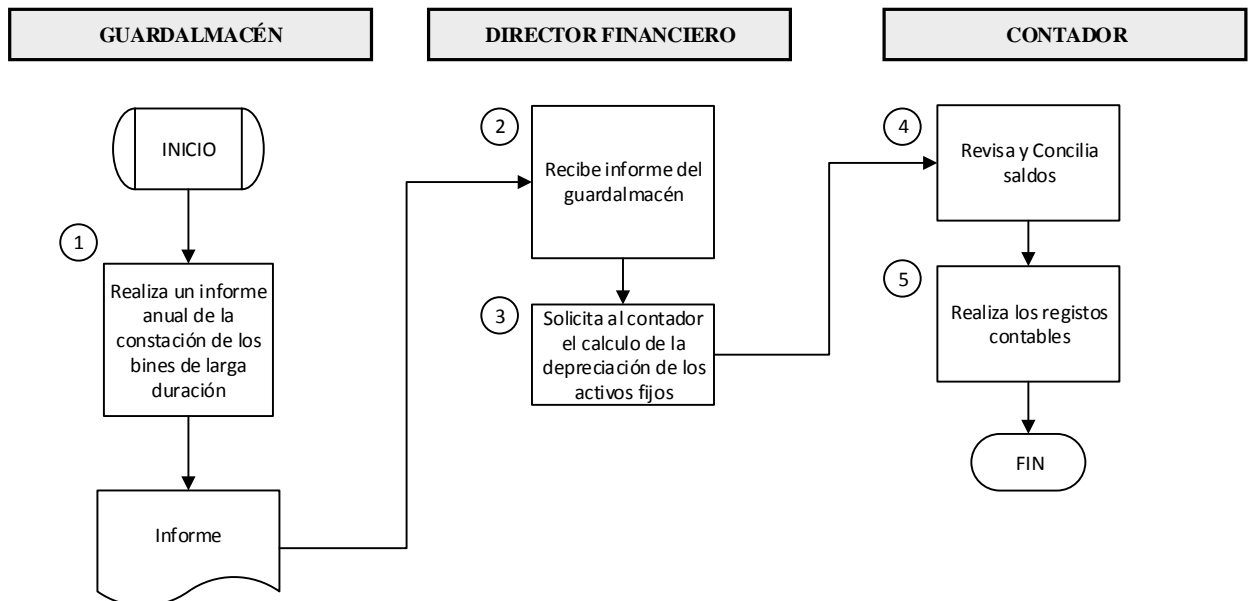 GUARDALMACÉN
DIRECTOR FINANCIERO
CONTADOR
INICIO
1
Realiza un informe
anual de la
constación de los
bines de larga
duración
Informe
2
Recibe informe del
guardalmacén
3
Solicita al contador
el calculo de la
depreciación de los
activos fijos
4
Revisa y Concilia
saldos
5
Realiza los registos
contables
FIN